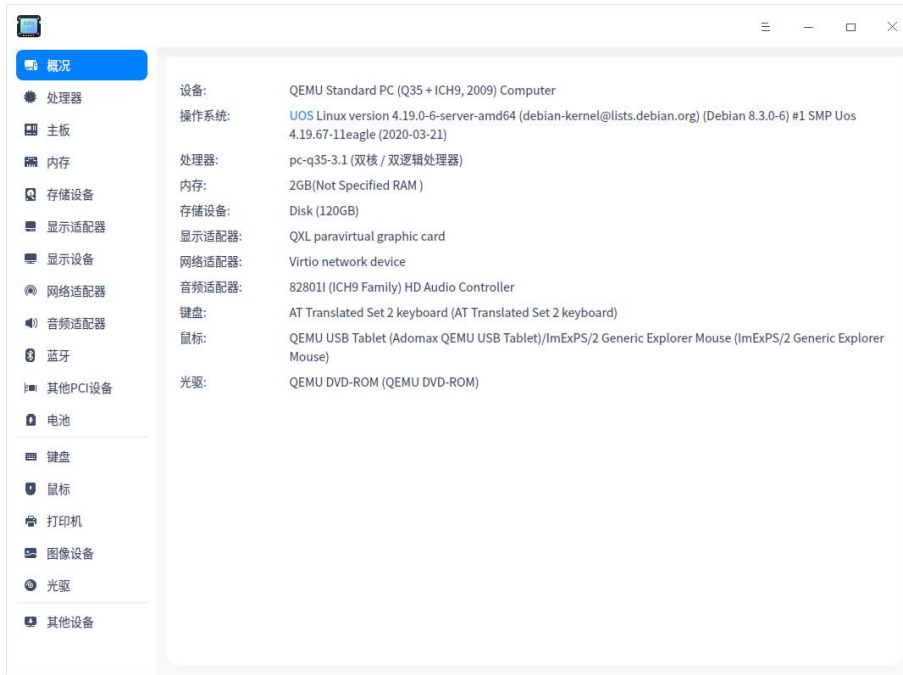 概况
处理器
主板
内存
存储设备
显示适配器
显示设备
网络适配器
音频适配器
蓝牙
其他PCI设备
电池
键盘
鼠标
打印机
图像设备
光驱
其他设备
设备: QEMU Standard PC (Q35 + ICH9, 2009) Computer
操作系统: UOS Linux version 4.19.0-6-server-amd64 (debian-kernel@lists.debian.org) (Debian 8.3.0-6) #1 SMP Uos
4.19.67-11eagle (2020-03-21)
处理器: pc-q35-3.1 (双核 / 双逻辑处理器)
内存: 2GB(Not Specified RAM )
存储设备: Disk (120GB)
显示适配器: QXL paravirtual graphic card
网络适配器: Virtio network device
音频适配器: 82801I (ICH9 Family) HD Audio Controller
键盘: AT Translated Set 2 keyboard (AT Translated Set 2 keyboard)
鼠标: QEMU USB Tablet (Adomax QEMU USB Tablet)/ImExPS/2 Generic Explorer Mouse (ImExPS/2 Generic Explorer
Mouse)
光驱: QEMU DVD-ROM (QEMU DVD-ROM)